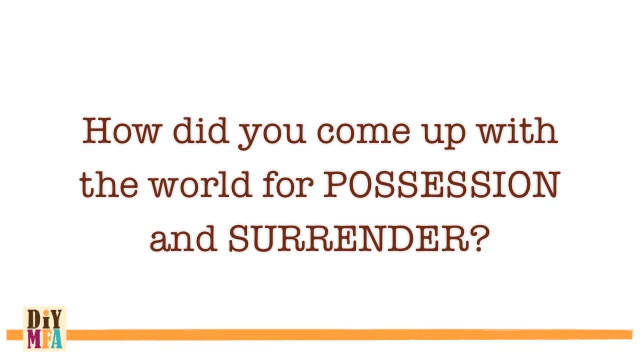 How did you come up with
the world for POSSESSION
and SURRENDER?
DiY
MFA